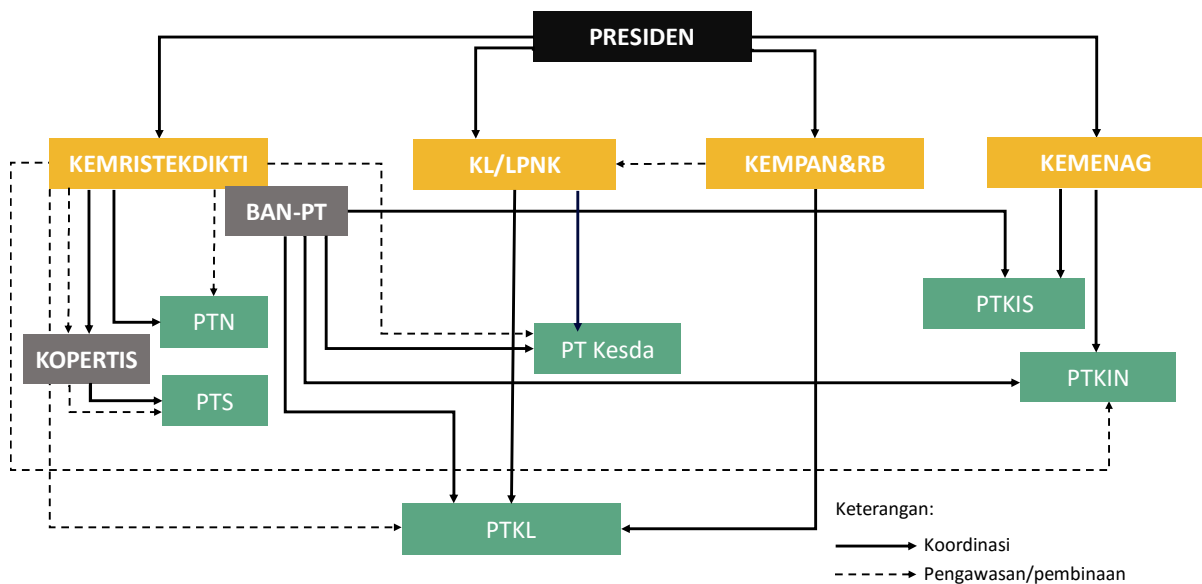 PRESIDEN
KEMRISTEKDIKTI
KL/LPNK
KEMPAN&RB
KEMENAG
BAN-PT
PTKIS
PTN
KOPERTIS
PT Kesda
PTKIN
PTS
PTKL
Keterangan:
Koordinasi
Pengawasan/pembinaan